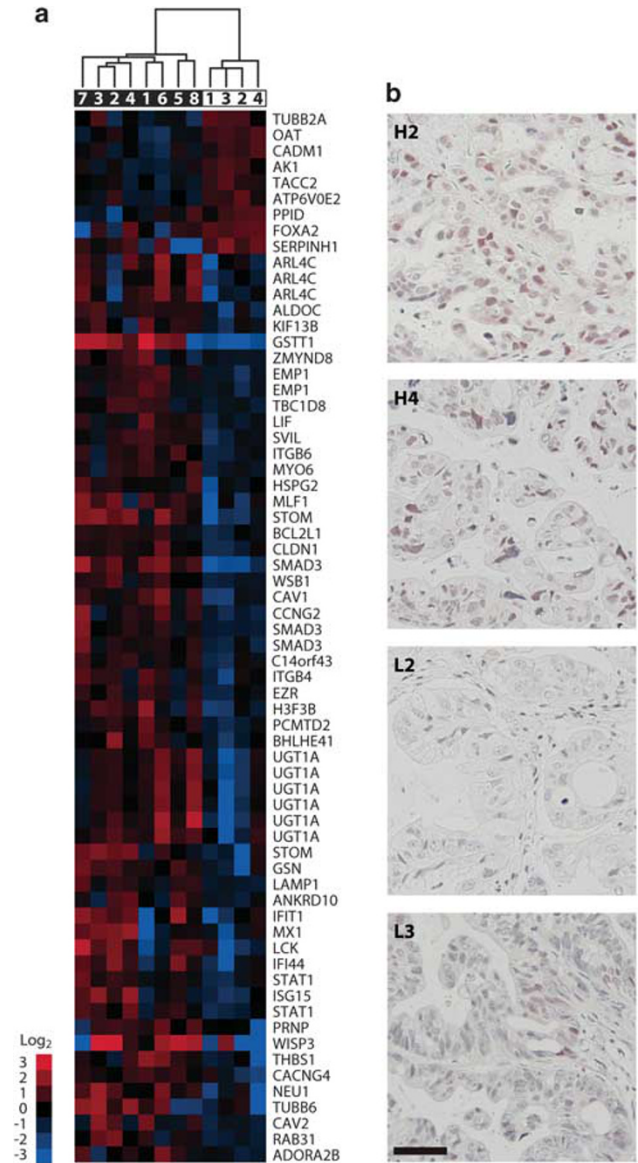 a
7 3 2 4 1 6 5 8 1 3 2 4
TUBB2A
OAT
CADM1
AK1
TACC2
ATP6V0E2
PPID
FOXA2
SERPINH1
ARL4C
ARL4C
ARL4C
ALDOC
KIF13B
GSTT1
ZMYND8
EMP1
EMP1
TBC1D8
LIF
SVIL
ITGB6
MYO6
HSPG2
MLF1
STOM
BCL2L1
CLDN1
SMAD3
WSB1
CAV1
CCNG2
SMAD3
SMAD3
C14orf43
ITGB4
EZR
H3F3B
PCMTD2
BHLHE41
UGT1A
UGT1A
UGT1A
UGT1A
UGT1A
UGT1A
STOM
GSN
LAMP1
ANKRD10
IFIT1
MX1
LCK
IFI44
STAT1
ISG15
STAT1
PRNP
WISP3
THBS1
CACNG4
NEU1
TUBB6
CAV2
RAB31
ADORA2B
Log2
3
2
1
0
-1
-2
-3
b
H2
H4
L2
L3